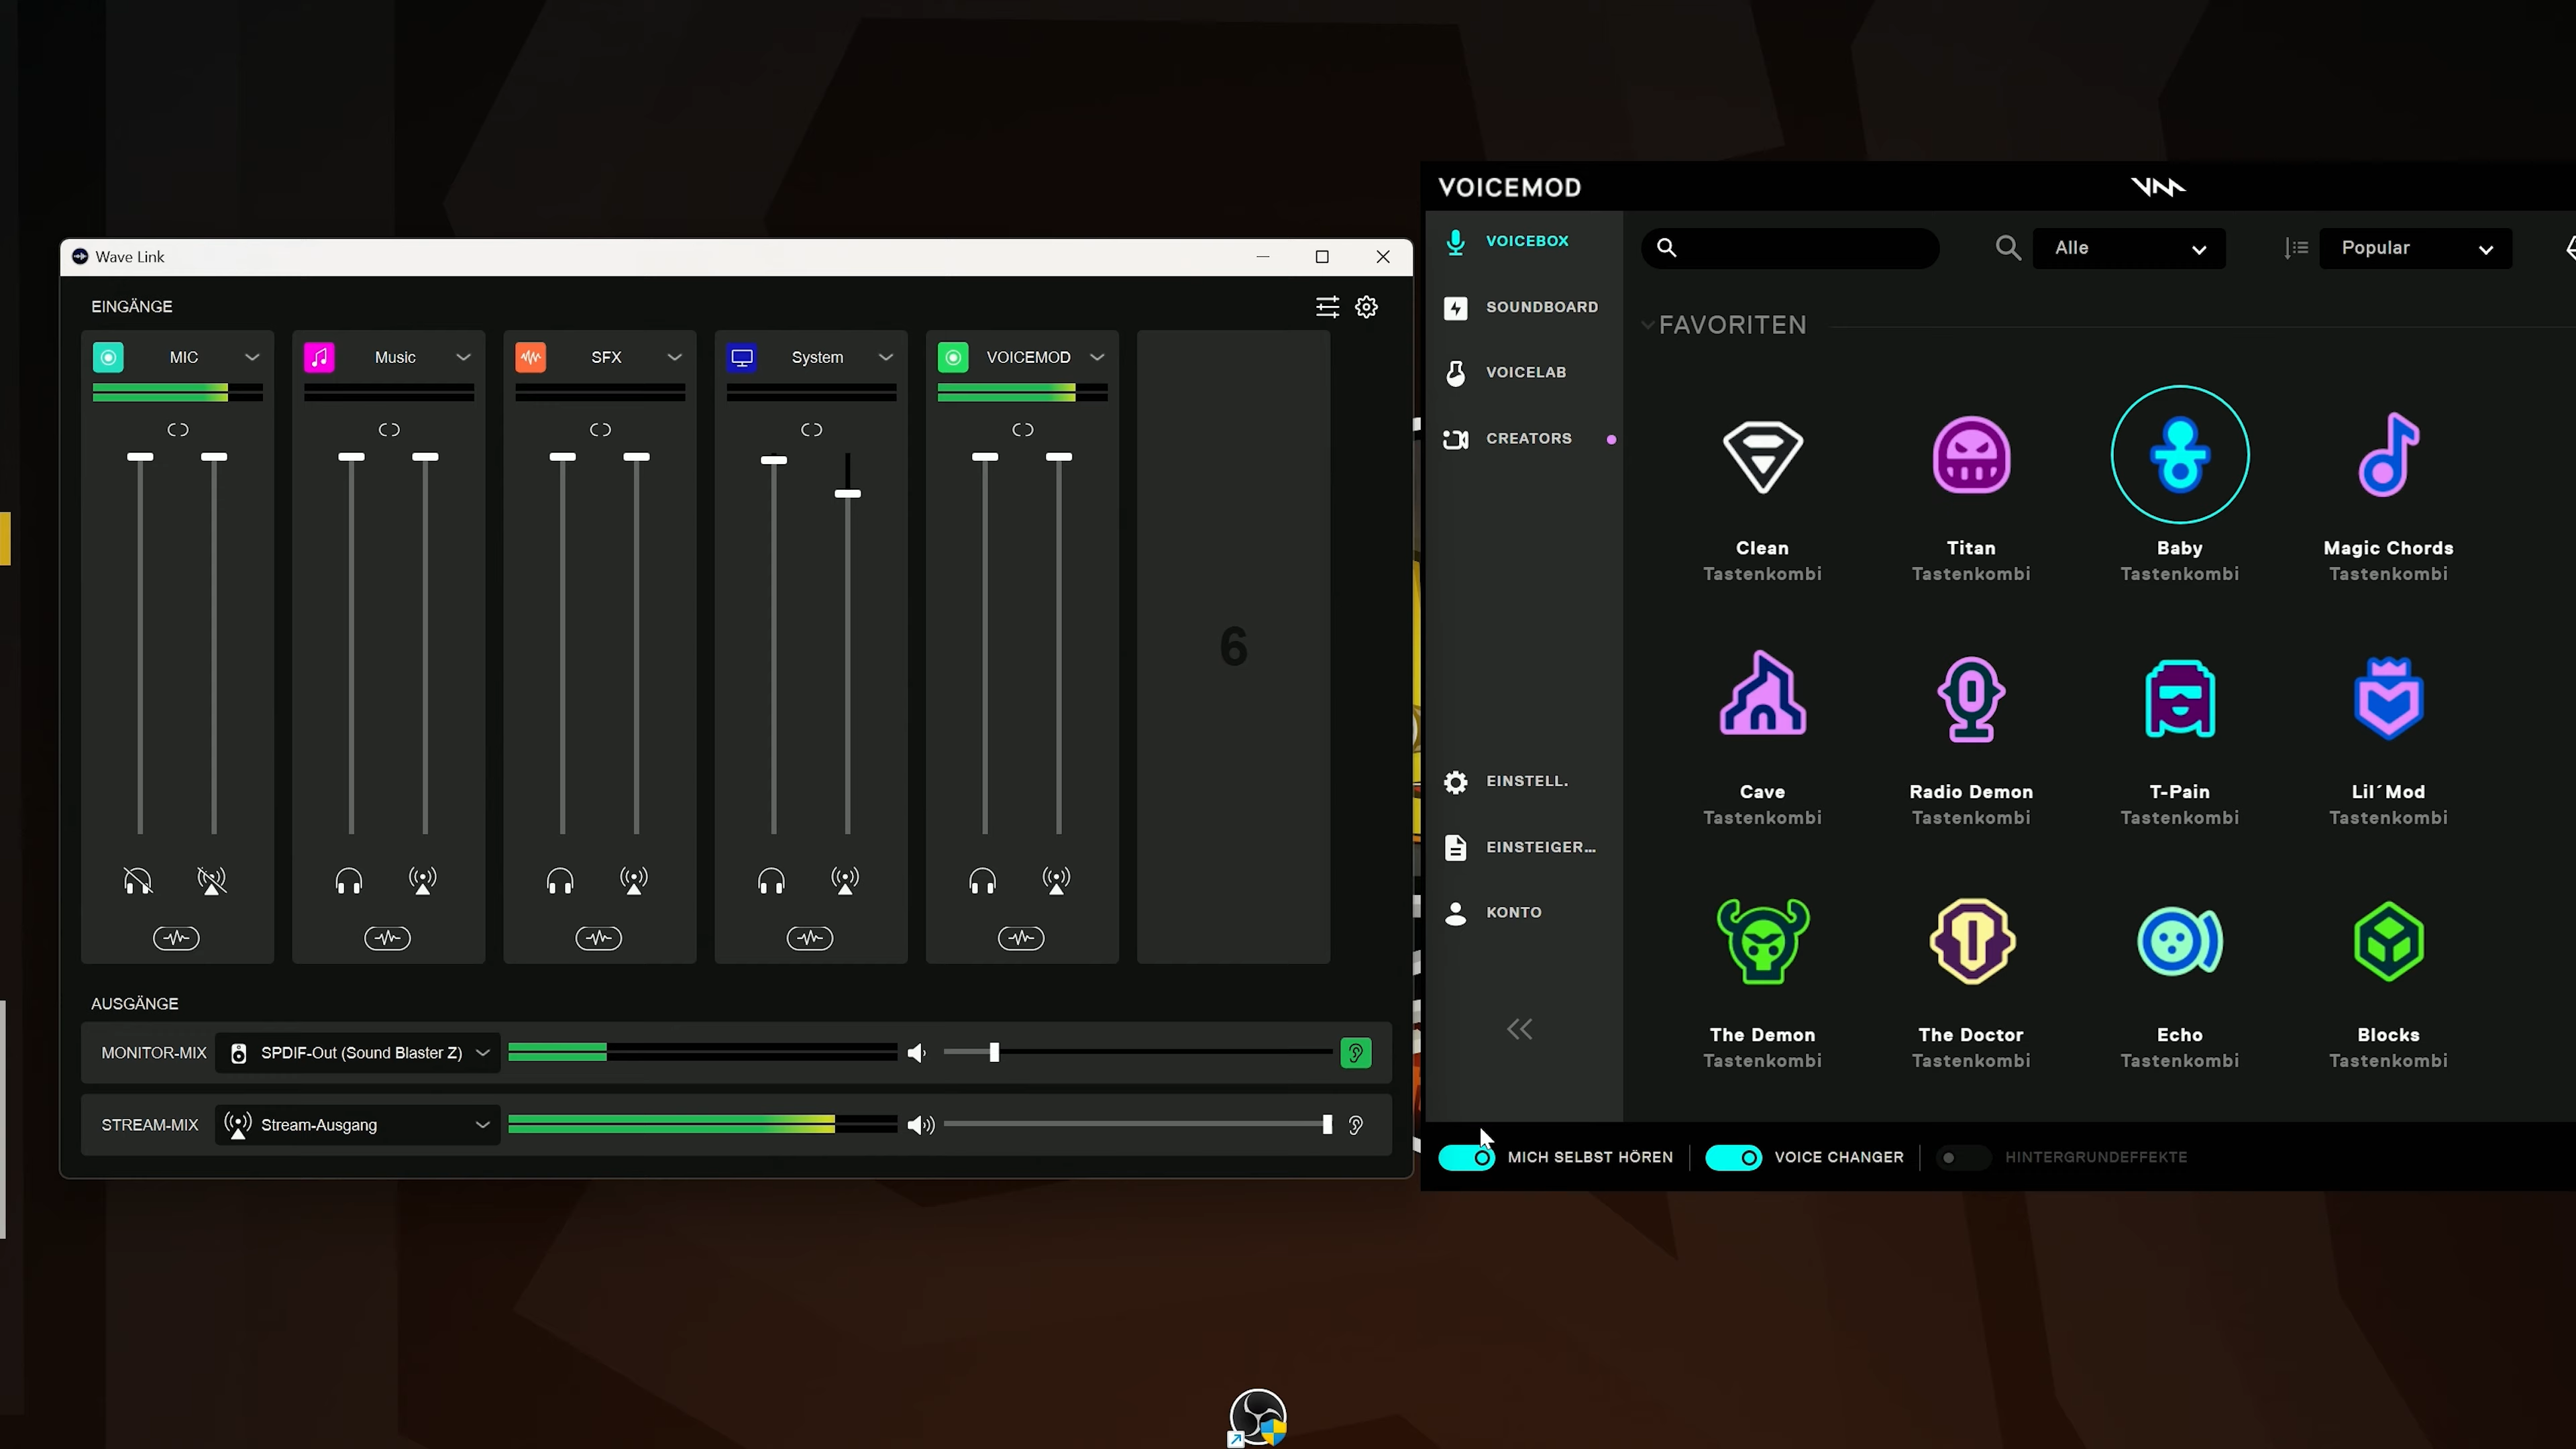 Wave Link
EINGÄNGE
MIC
Music
SFX
System
VOICEMOD
6
AUSGÄNGE
MONITOR-MIX
SPDIF-Out (Sound Blaster Z)
STREAM-MIX
Stream-Ausgang
VOICEMOD
VOICEBOX
SOUNDBOARD
VOICELAB
CREATORS
EINSTELL.
EINSTEIGER...
KONTO
Alle
Popular
FAVORITEN
Clean
Tastenkombi
Titan
Tastenkombi
Baby
Tastenkombi
Magic Chords
Tastenkombi
Cave
Tastenkombi
Radio Demon
Tastenkombi
T-Pain
Tastenkombi
Lil´Mod
Tastenkombi
The Demon
Tastenkombi
The Doctor
Tastenkombi
Echo
Tastenkombi
Blocks
Tastenkombi
MICH SELBST HÖREN
VOICE CHANGER
HINTERGRUNDEFFEKTE